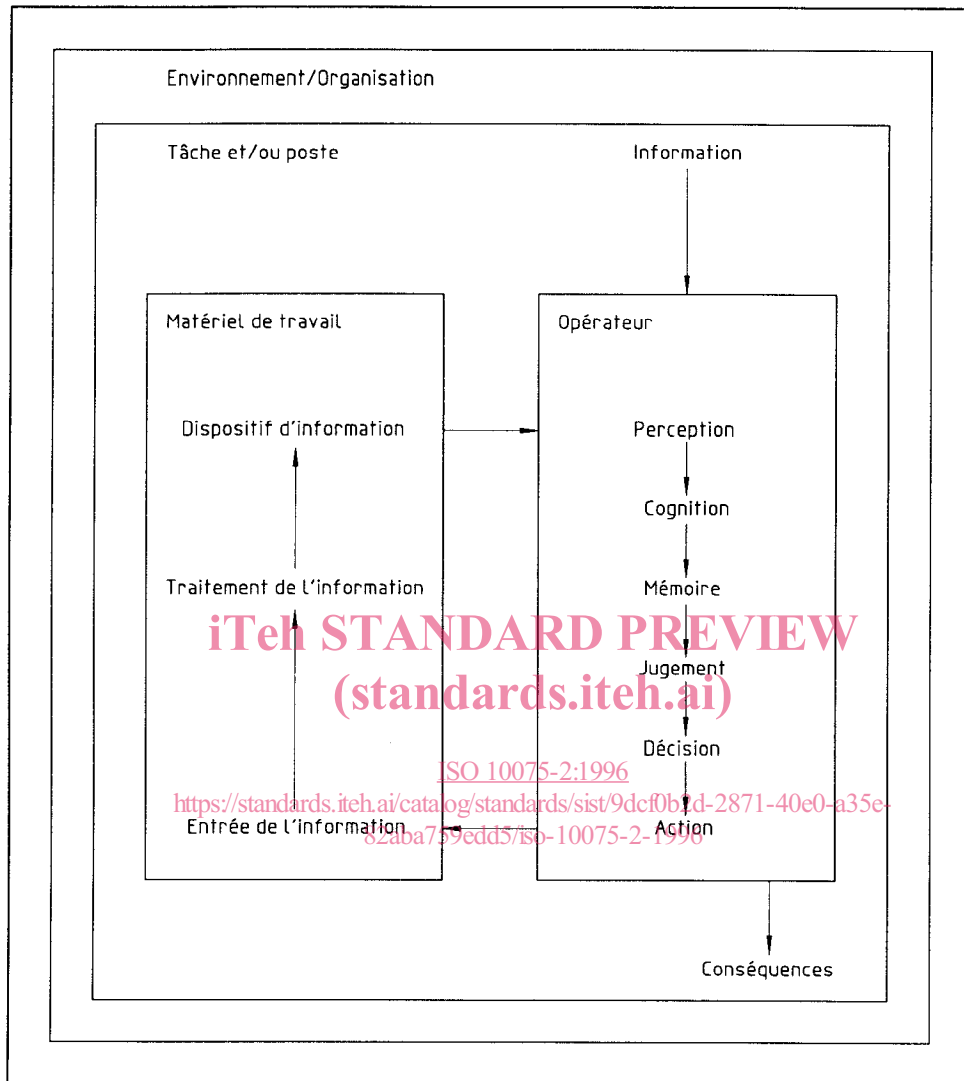 Environnement/Organisation
Tâche et/ou poste
Information
Matériel de travail
Opérateur
Dispositif d'information
Perception
Cognition
Traitement de l'information
Mémoire
iTeh STANDARD PREVIEW
Jugement
(standards.iteh.ai)
Décision
ISO 10075-2:1996
https://standards.iteh.ai/catalog/standards/sist/9dcf0b2d-2871-40e0-a35e-
Entrée de l'information
Action
82aba759edd5/iso-10075-2-1996
Conséquences